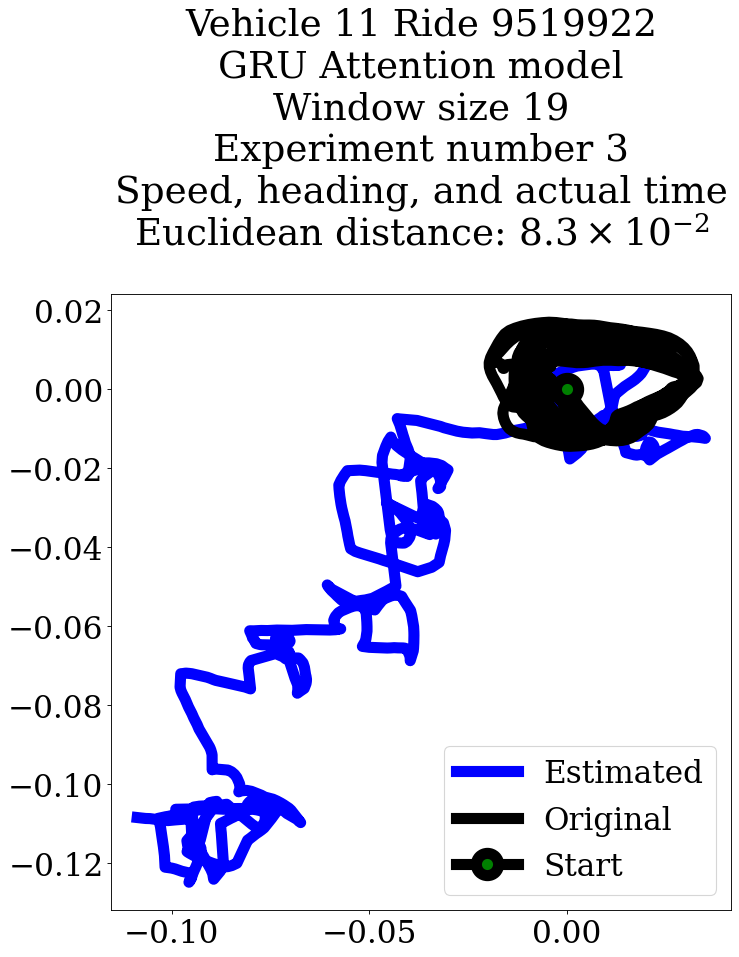 Vehicle 11 Ride 9519922
GRU Attention model
Window size 19
Experiment number 3
Speed, heading, and actual time
Euclidean distance: 8.3 × 10⁻²
0.02
0.00
−0.02
−0.04
−0.06
−0.08
−0.10
−0.12
Estimated
Original
Start
−0.10
−0.05
0.00